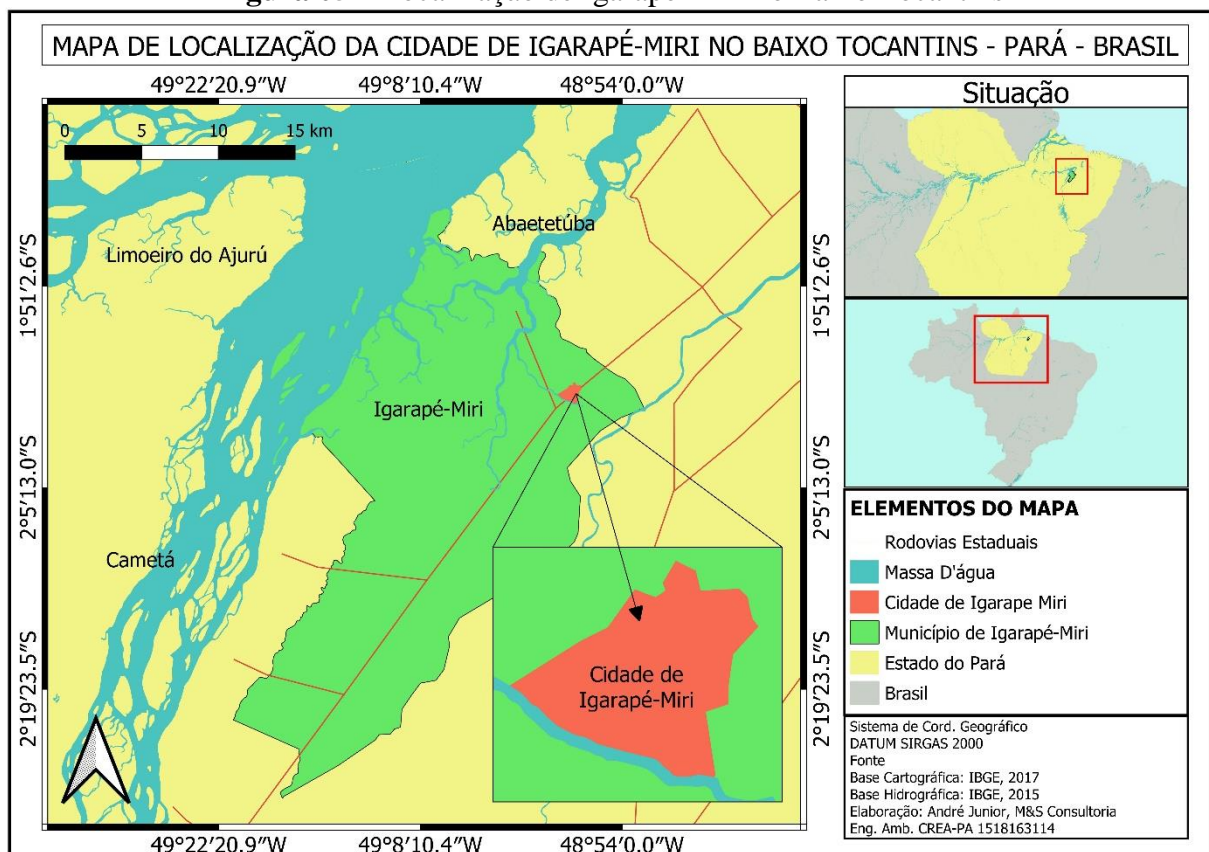 MAPA DE LOCALIZAÇÃO DA CIDADE DE IGARAPÉ-MIRI NO BAIXO TOCANTINS - PARÁ - BRASIL
49°22′20.9″W 49°8′10.4″W 48°54′0.0″W
0 5 10 15 km
Limoeiro do Ajurú
Abaetetúba
Igarapé-Miri
Cametá
Cidade de
Igarapé-Miri
1°51′2.6″S
2°5′13.0″S
2°19′23.5″S
1°51′2.6″S
2°5′13.0″S
2°19′23.5″S
49°22′20.9″W 49°8′10.4″W 48°54′0.0″W
Situação
ELEMENTOS DO MAPA
Rodovias Estaduais
Massa D'água
Cidade de Igarape Miri
Município de Igarapé-Miri
Estado do Pará
Brasil
Sistema de Cord. Geográfico
DATUM SIRGAS 2000
Fonte
Base Cartográfica: IBGE, 2017
Base Hidrográfica: IBGE, 2015
Elaboração: André Junior, M&S Consultoria
Eng. Amb. CREA-PA 1518163114